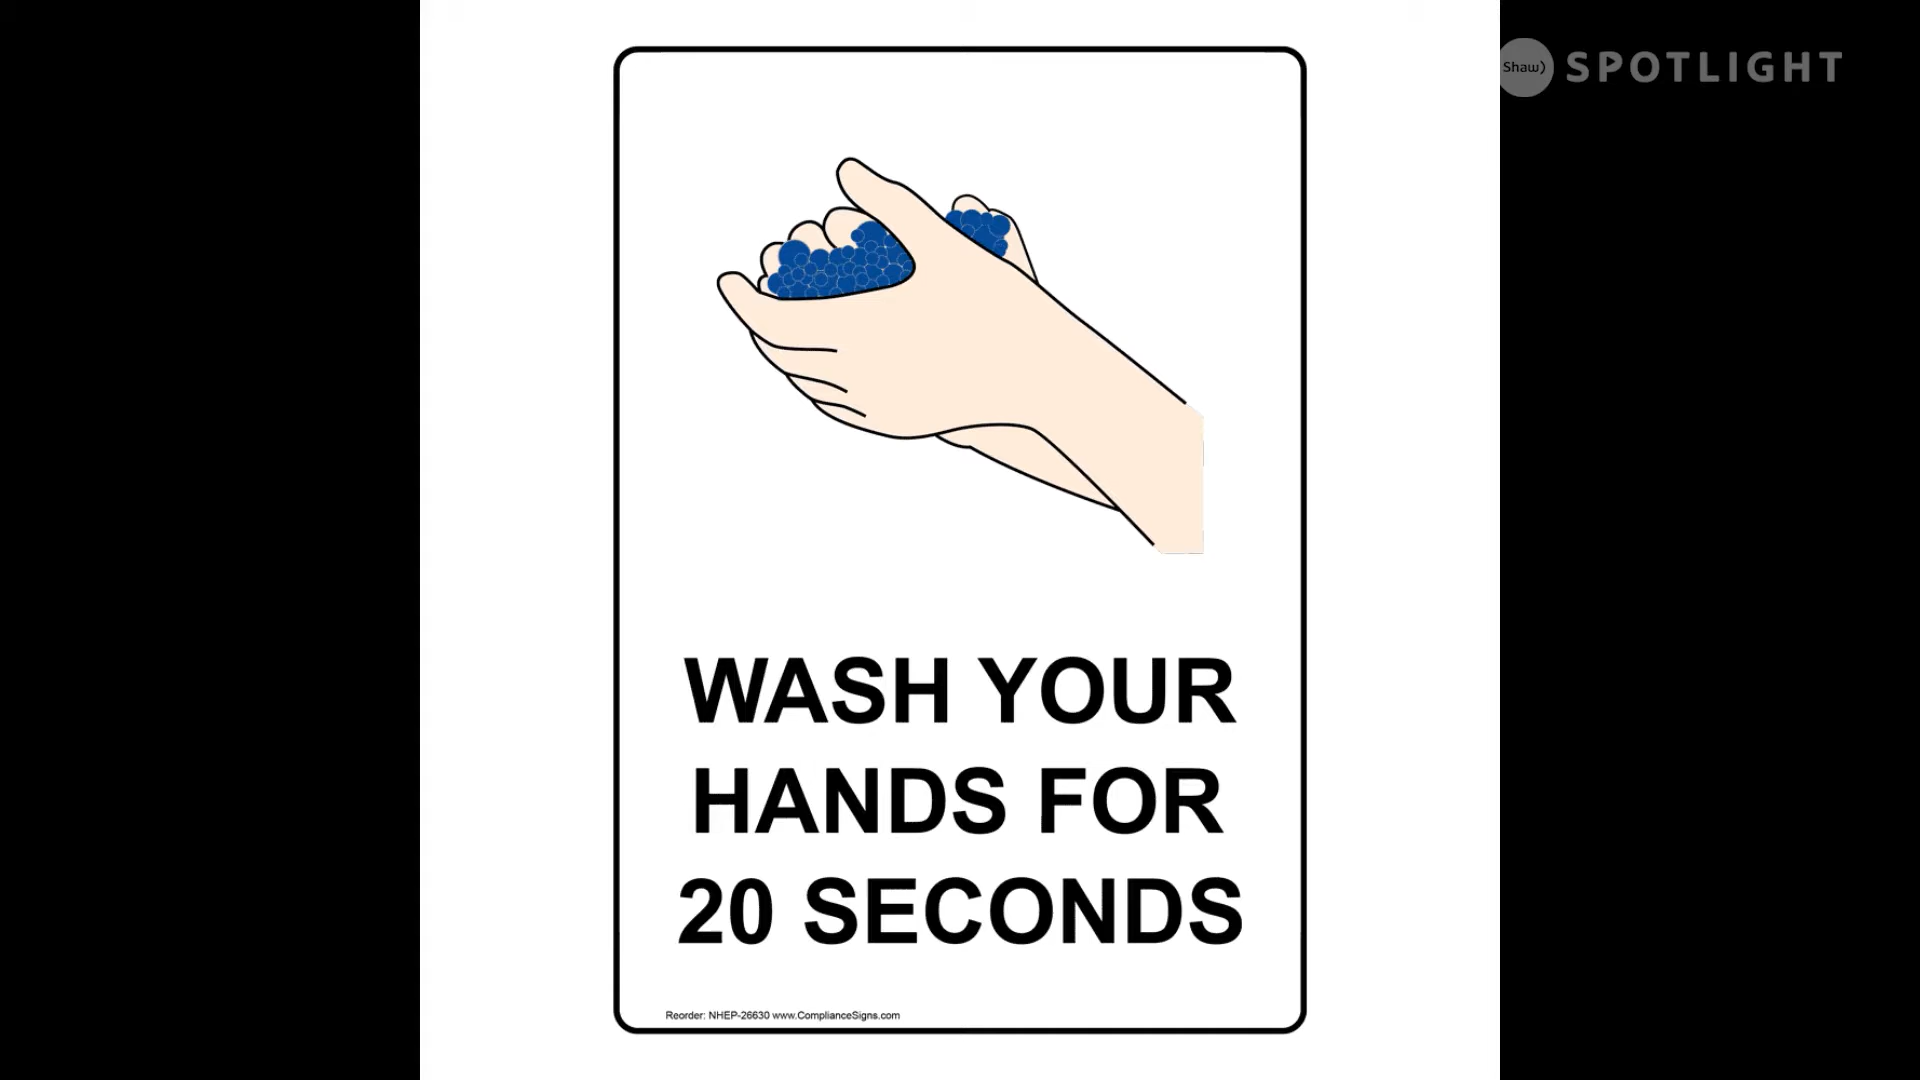 Shaw) SPOTLIGHT
WASH YOUR
HANDS FOR
20 SECONDS
Reorder: NHEP-26630 www.ComplianceSigns.com